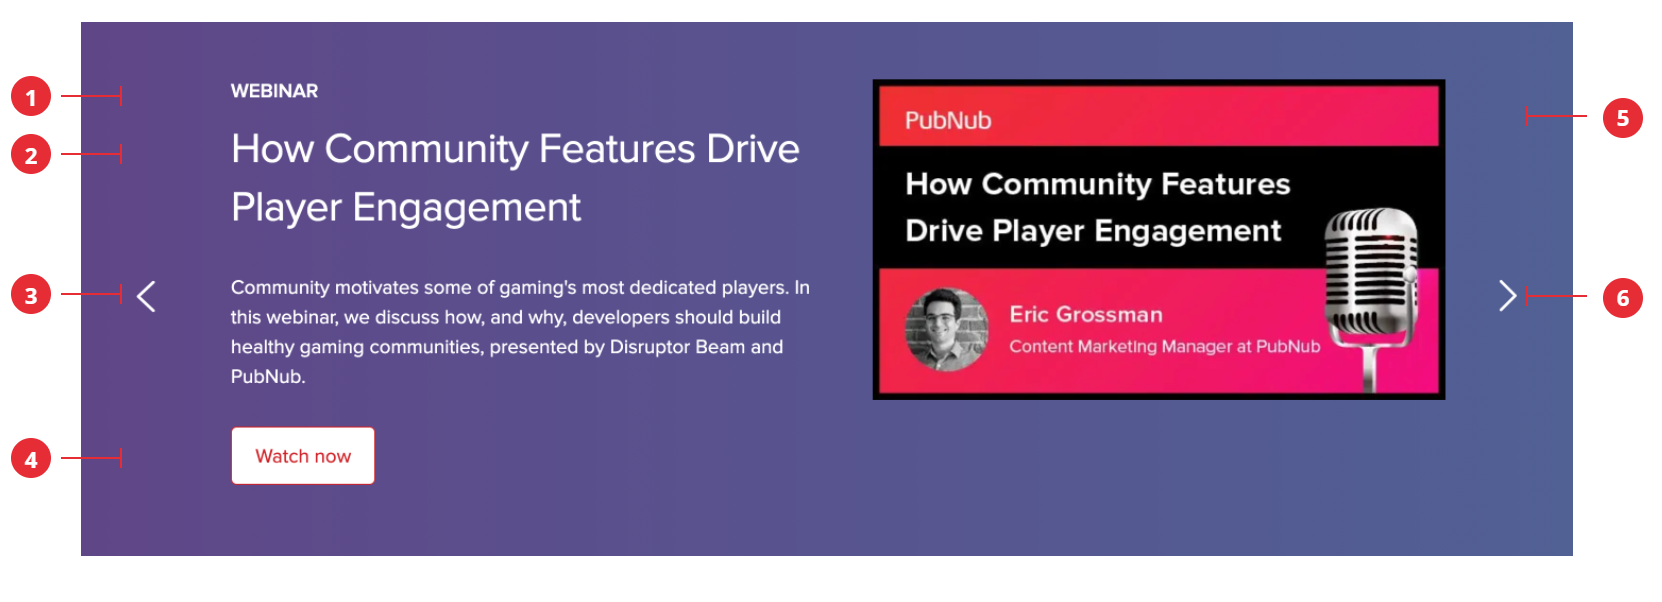 1
WEBINAR
2
How Community Features Drive
Player Engagement
3
Community motivates some of gaming's most dedicated players. In
this webinar, we discuss how, and why, developers should build
healthy gaming communities, presented by Disruptor Beam and
PubNub.
4
Watch now
5
PubNub
How Community Features
Drive Player Engagement
6
Eric Grossman
Content Marketing Manager at PubNub